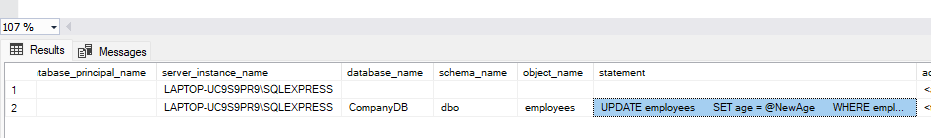 107 %
Results Messages
tabase_principal_name server_instance_name database_name schema_name object_name statement
1 LAPTOP-UC9S9PR9\SQLEXPRESS
2 LAPTOP-UC9S9PR9\SQLEXPRESS CompanyDB dbo employees UPDATE employees SET age = @NewAge WHERE empl...